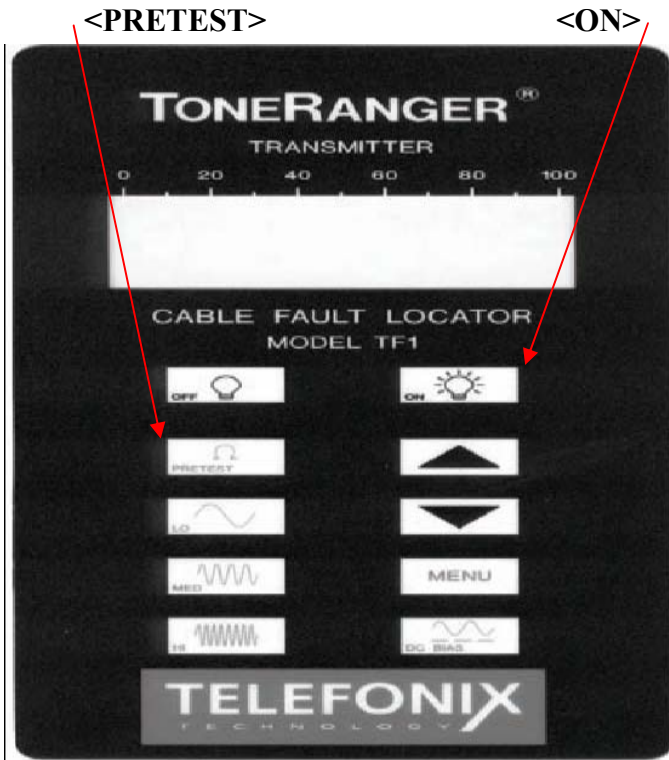 <PRETEST> <ON>
TONERANGER®
TRANSMITTER
0 20 40 60 80 100
CABLE FAULT LOCATOR
MODEL TF1
OFF ON
Ω
PRETEST
LO
MED MENU
HI DC BIAS
TELEFONIX
TECHNOLOGY